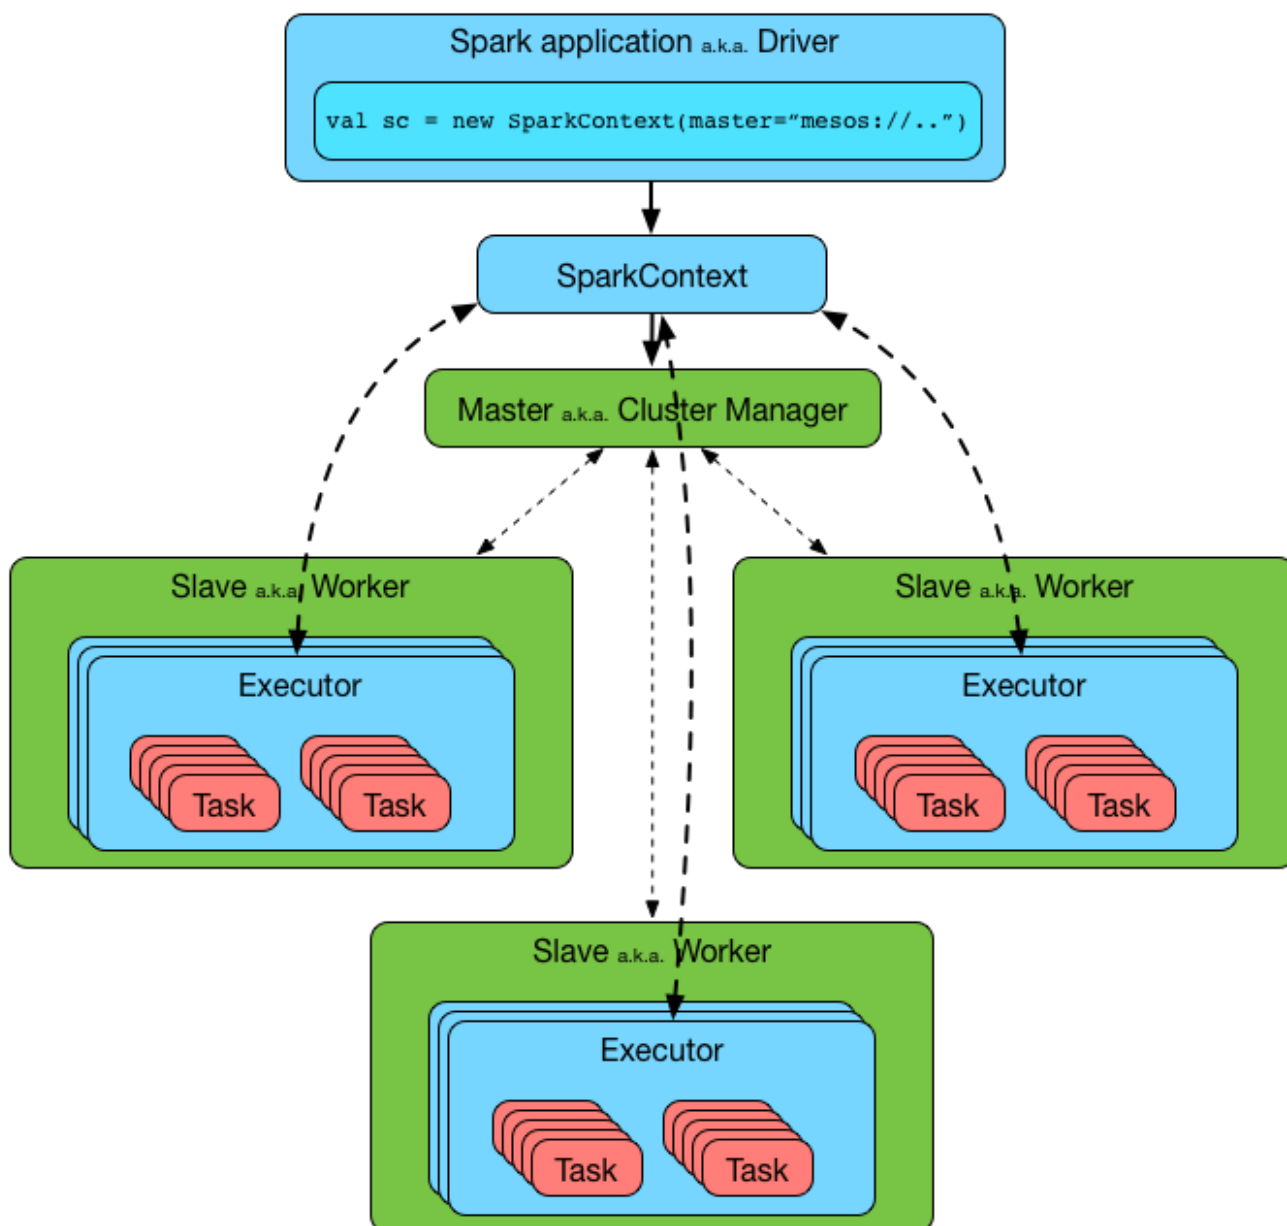 Spark application a.k.a. Driver
val sc = new SparkContext(master=“mesos://..”)
SparkContext
Master a.k.a. Cluster Manager
Slave a.k.a. Worker
Executor
Task Task
Slave a.k.a. Worker
Executor
Task Task
Slave a.k.a. Worker
Executor
Task Task